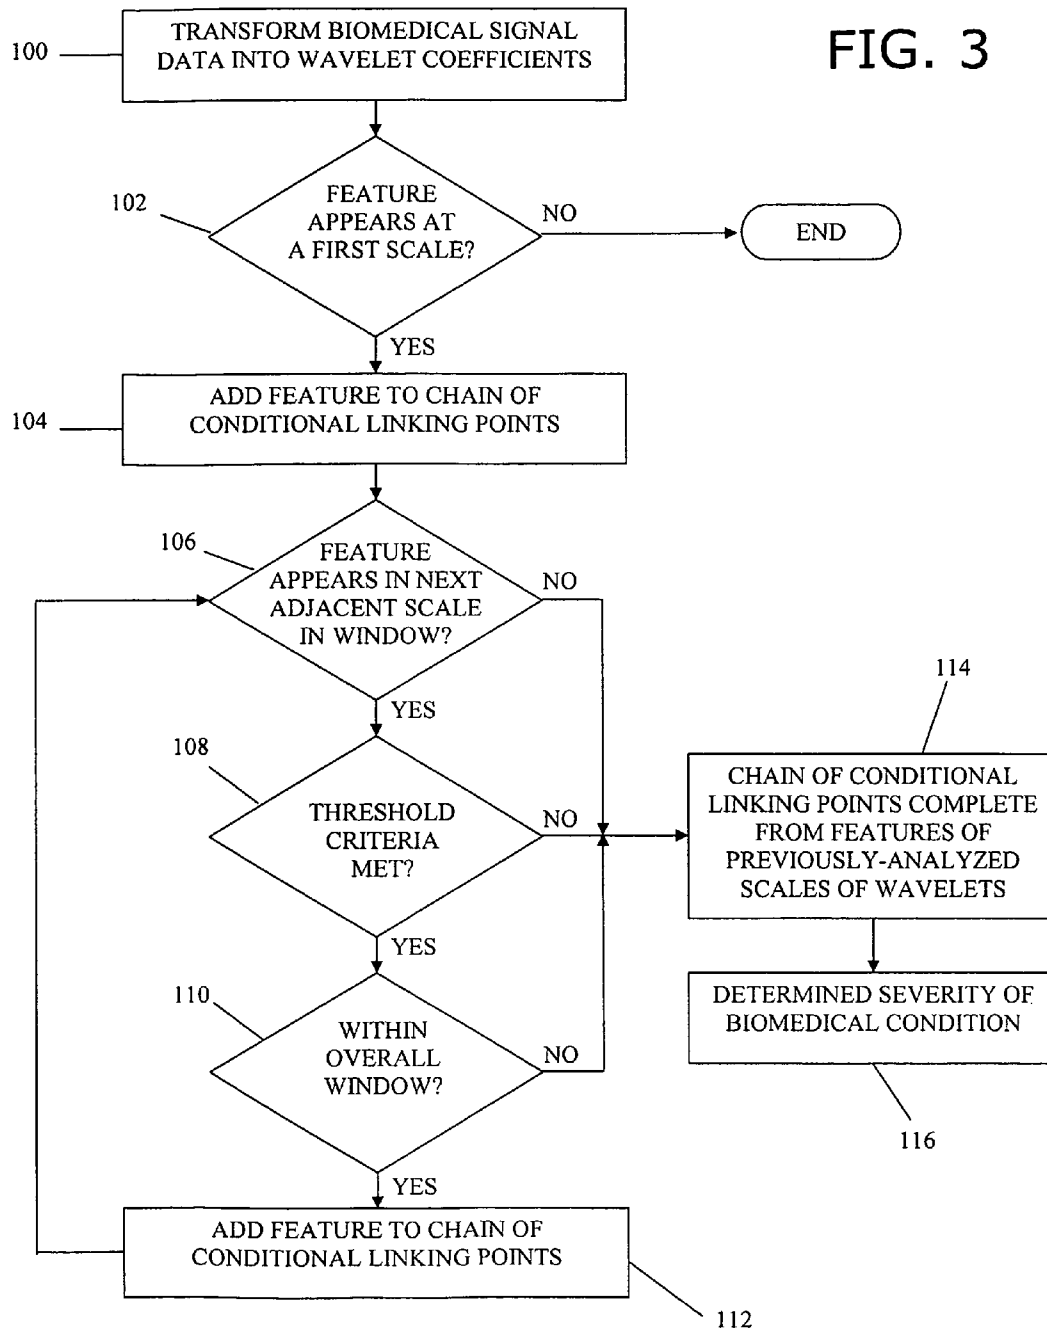 FIG. 3
100
TRANSFORM BIOMEDICAL SIGNAL
DATA INTO WAVELET COEFFICIENTS
102
FEATURE
APPEARS AT
A FIRST SCALE?
NO
END
YES
104
ADD FEATURE TO CHAIN OF
CONDITIONAL LINKING POINTS
106
FEATURE
APPEARS IN NEXT
ADJACENT SCALE
IN WINDOW?
NO
YES
108
THRESHOLD
CRITERIA
MET?
NO
YES
110
WITHIN
OVERALL
WINDOW?
NO
YES
ADD FEATURE TO CHAIN OF
CONDITIONAL LINKING POINTS
112
114
CHAIN OF CONDITIONAL
LINKING POINTS COMPLETE
FROM FEATURES OF
PREVIOUSLY-ANALYZED
SCALES OF WAVELETS
DETERMINED SEVERITY OF
BIOMEDICAL CONDITION
116